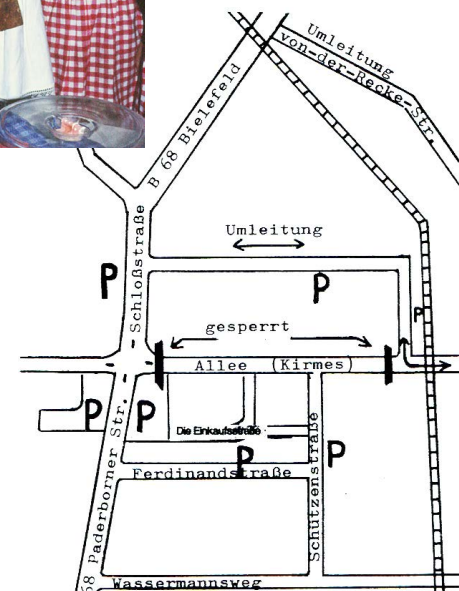 Umleitung
von-der-Recke-Str.
B 68 Bielefeld
Umleitung
Schloßstraße
P
P
P
gesperrt
Allee (Kirmes)
P
P
Die Einkaufsstraße
P
P
Ferdinandstraße
Schützenstraße
68 Paderborner Str.
Wassermannsweg